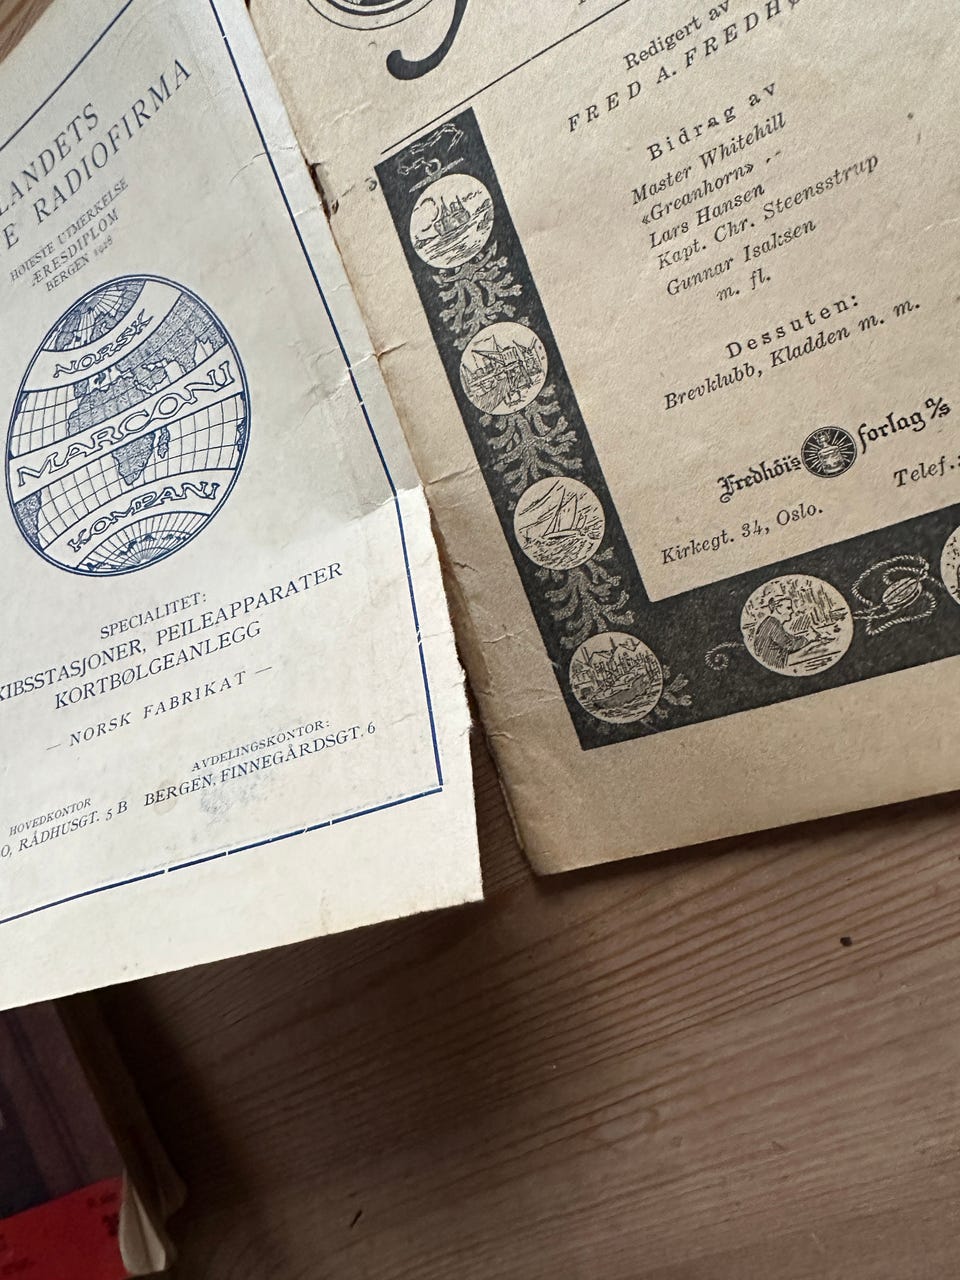 LANDETS
E RADIOFIRMA
HØIESTE UTMERKELSE
ÆRESDIPLOM
BERGEN 1928
NORSK
MARCONI
KOMPANI
SPECIALITET:
KIBSSTASJONER, PEILEAPPARATER
KORTBØLGEANLEGG
— NORSK FABRIKAT —
HOVEDKONTOR
O, RÅDHUSGT. 5 B
AVDELINGSKONTOR:
BERGEN, FINNEGÅRDSGT. 6
Redigert av
FRED A. FREDHØ
Bidrag av
Master Whitehill
«Greanhorn»
Lars Hansen
Kapt. Chr. Steensstrup
Gunnar Isaksen
m. fl.
Dessuten:
Brevklubb, Kladden m. m.
Fredhöis forlag A/S
Kirkegt. 34, Oslo. Telef.: